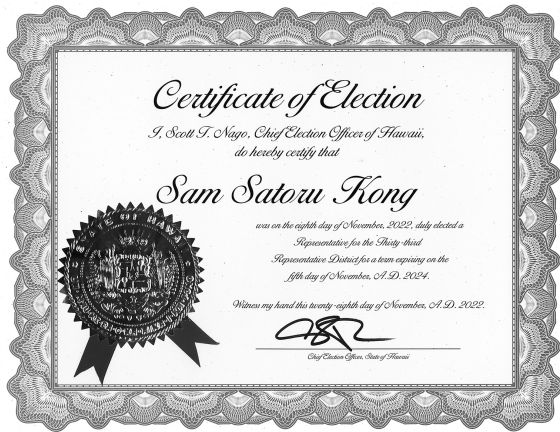 Certificate of Election
I, Scott T. Nago, Chief Election Officer of Hawaii,
do hereby certify that
Sam Satoru Kong
was on the eighth day of November, 2022, duly elected a
Representative for the Thirty-third
Representative District for a term expiring on the
fifth day of November, A.D. 2024.
Witness my hand this twenty-eighth day of November, A.D. 2022.
Chief Election Officer, State of Hawaii